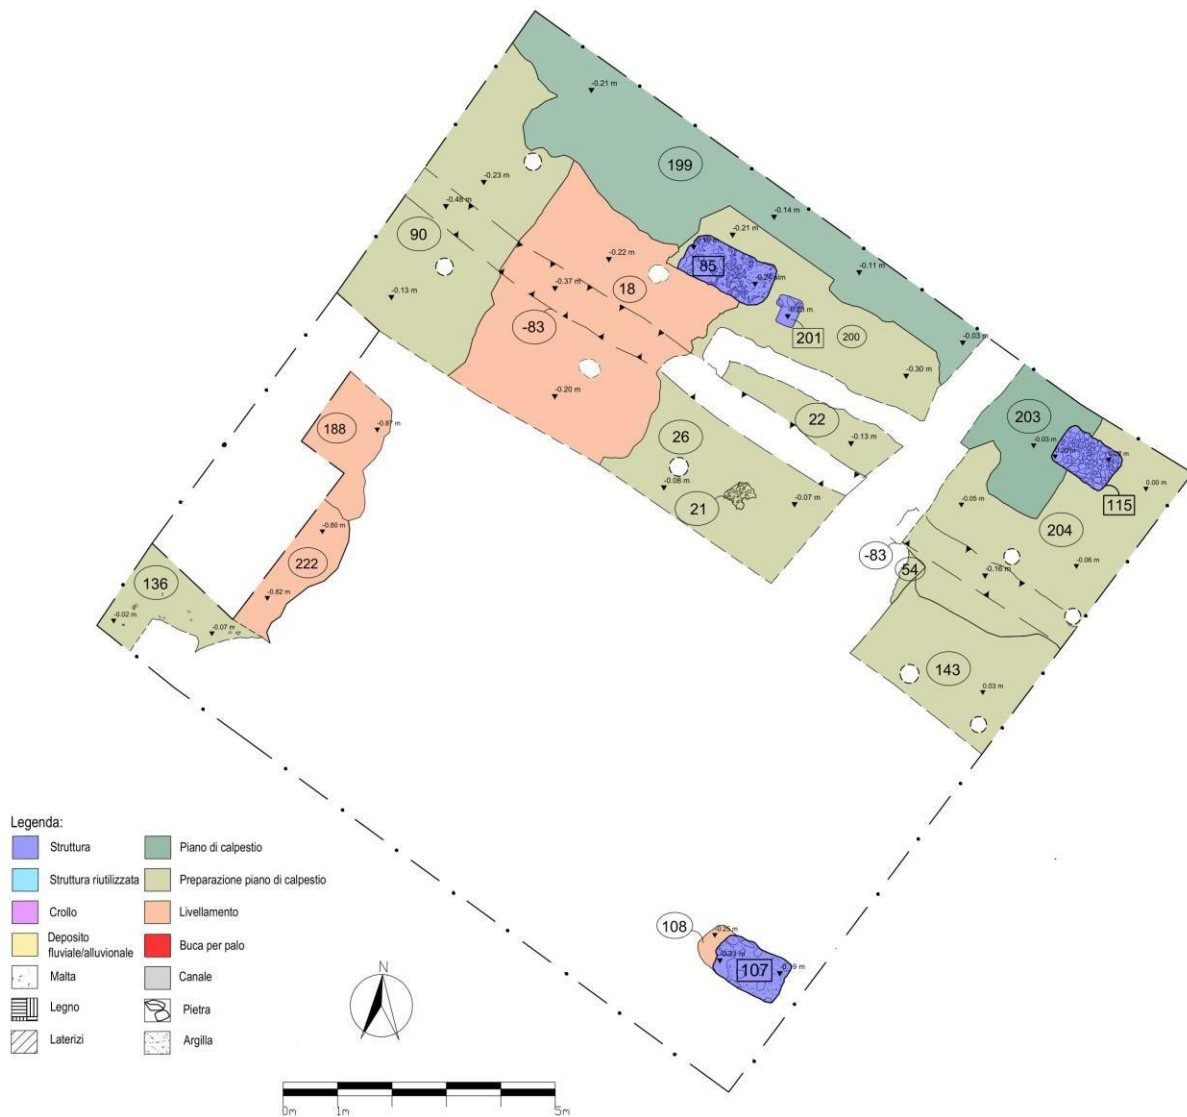 -0.21 m
199
-0.23 m
-0.48 m
-0.14 m
90
-0.21 m
-0.22 m
85
-0.11 m
-0.37 m
18
-0.13 m
-83
201
200
-0.03 m
-0.30 m
-0.20 m
22
203
188
-0.87 m
26
-0.13 m
-0.03 m
-0.08 m
0.00 m
21
-0.07 m
-0.05 m
115
204
-0.80 m
222
-83
54
-0.16 m
-0.06 m
136
-0.82 m
-0.02 m
-0.07 m
143
0.03 m
Legenda:
Struttura
Piano di calpestio
Struttura riutilizzata
Preparazione piano di calpestio
Crollo
Livellamento
Deposito
fluviale/alluvionale
Buca per palo
Malta
Canale
Legno
Pietra
Laterizi
Argilla
N
108
-0.25 m
107
0m
1m
5m